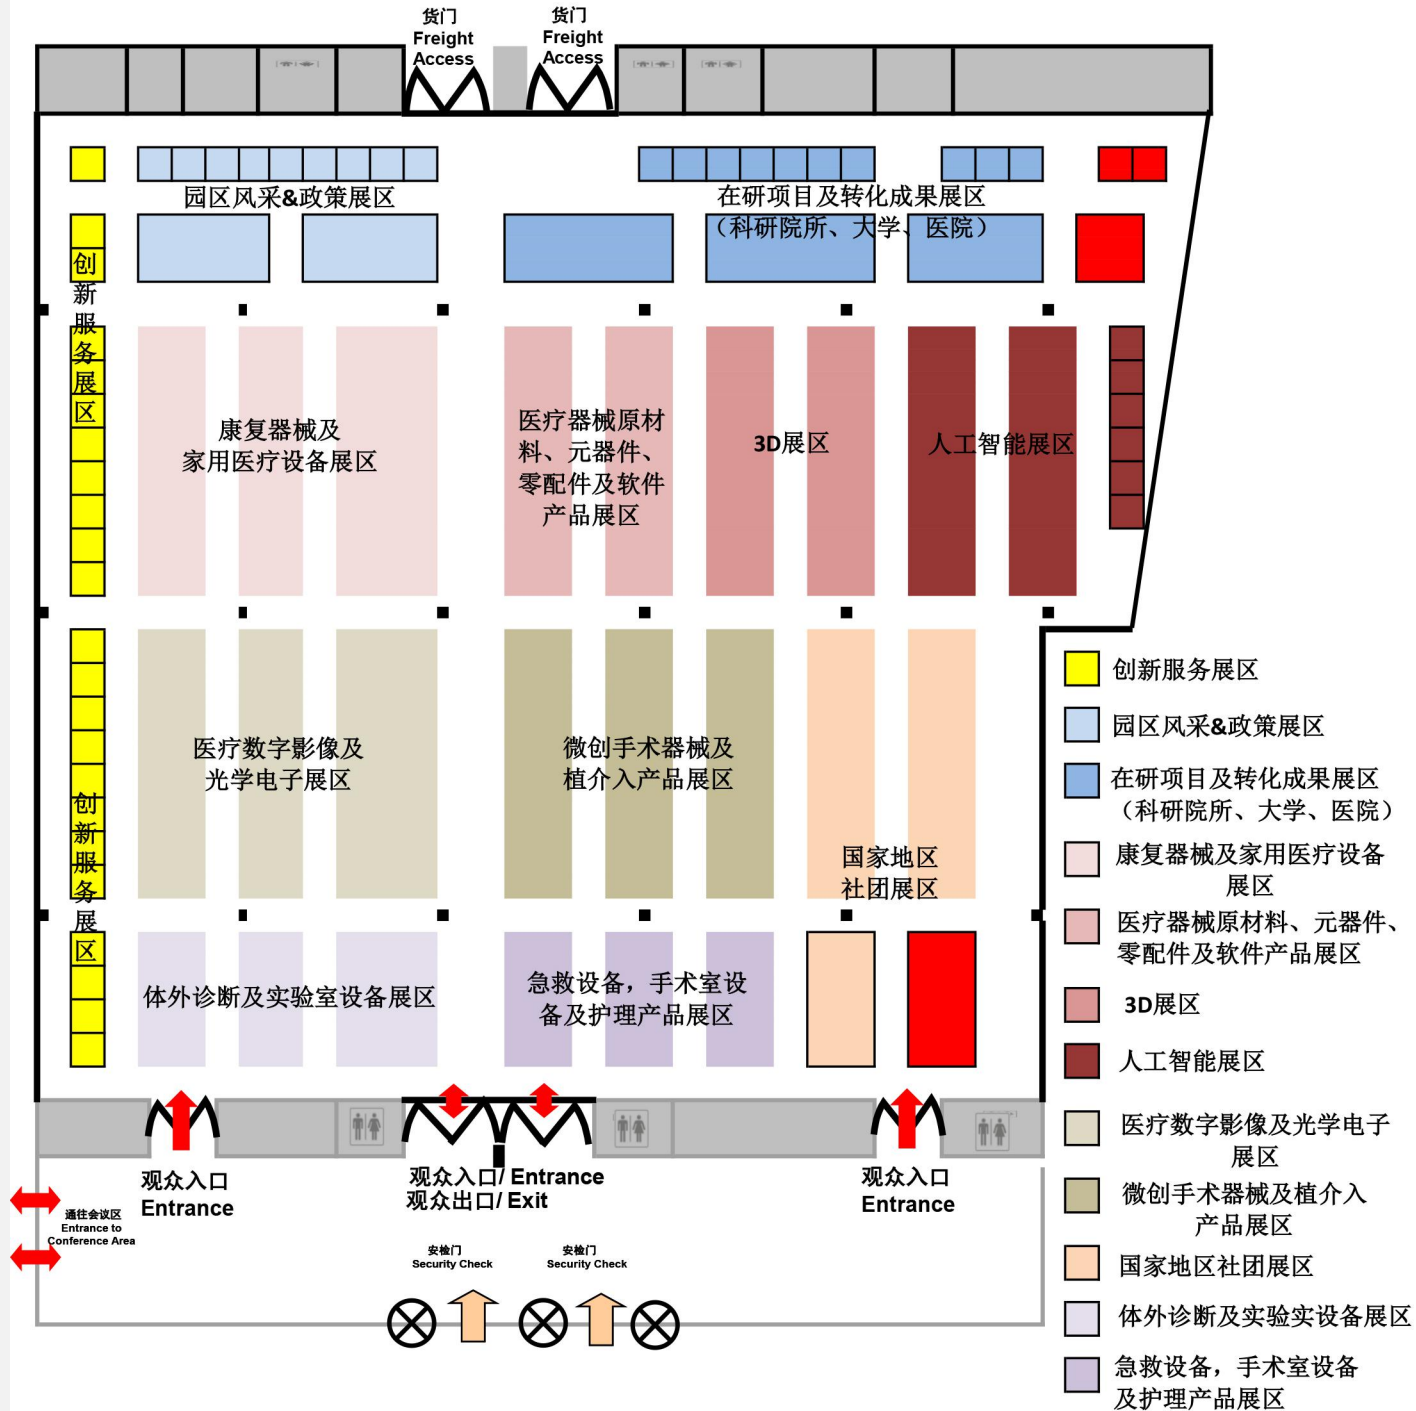 货门
Freight
Access
货门
Freight
Access
园区风采&政策展区
在研项目及转化成果展区
（科研院所、大学、医院）
创新服务展区
康复器械及
家用医疗设备展区
医疗器械原材
料、元器件、
零配件及软件
产品展区
3D展区
人工智能展区
医疗数字影像及
光学电子展区
微创手术器械及
植介入产品展区
国家地区
社团展区
创新服务展区
体外诊断及实验室设备展区
急救设备，手术室设
备及护理产品展区
创新服务展区
园区风采&政策展区
在研项目及转化成果展区
（科研院所、大学、医院）
康复器械及家用医疗设备
展区
医疗器械原材料、元器件、
零配件及软件产品展区
3D展区
人工智能展区
医疗数字影像及光学电子
展区
微创手术器械及植介入
产品展区
国家地区社团展区
体外诊断及实验实设备展区
急救设备，手术室设备
及护理产品展区
观众入口
Entrance
观众入口/ Entrance
观众出口/ Exit
观众入口
Entrance
通往会议区
Entrance to
Conference Area
安检门
Security Check
安检门
Security Check